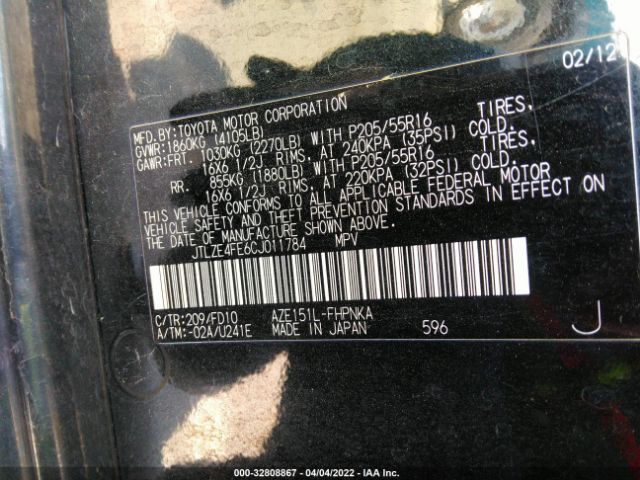 02/12
MFD.BY:TOYOTA MOTOR CORPORATION
GVWR:1860KG (4105LB)
GAWR:FRT. 1030KG (2270LB) WITH P205/55R16 TIRES,
16X6 1/2J RIMS, AT 240KPA (35PSI) COLD.
RR. 855KG (1880LB) WITH P205/55R16 TIRES,
16X6 1/2J RIMS, AT 220KPA (32PSI) COLD.
THIS VEHICLE CONFORMS TO ALL APPLICABLE FEDERAL MOTOR
VEHICLE SAFETY AND THEFT PREVENTION STANDARDS IN EFFECT ON
THE DATE OF MANUFACTURE SHOWN ABOVE.
JTLZE4FE6CJ011784 MPV
C/TR:209/FD10 AZE151L-FHPNKA
A/TM:-02A/U241E MADE IN JAPAN 596 J
000-32808867 - 04/04/2022 - IAA Inc.